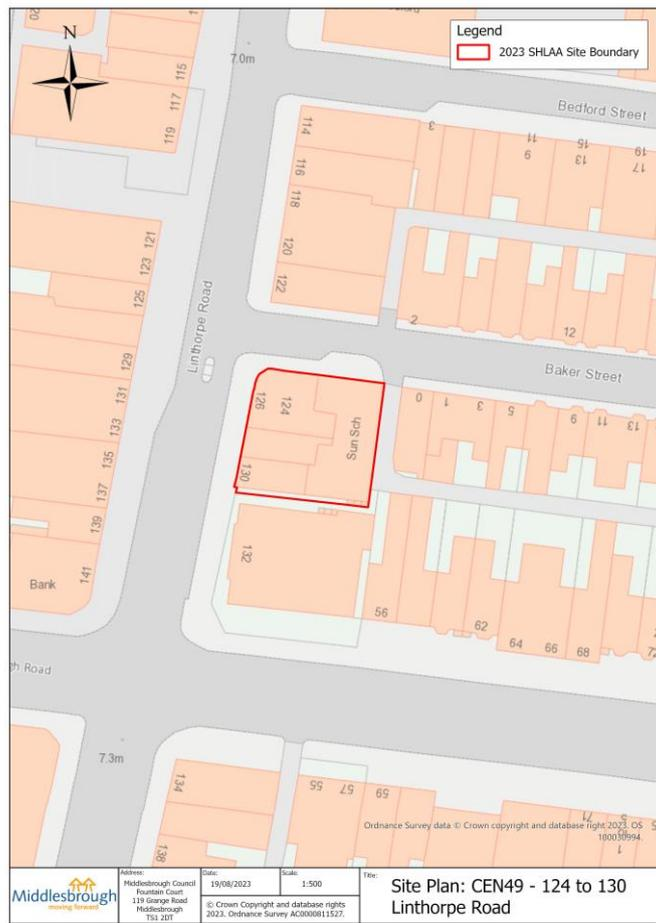 Legend
2023 SHLAA Site Boundary
N
7.0m
115
117
119
Bedford Street
114
116
118
120
122
3
11
9
15
13
19
17
121
123
125
129
131
133
135
137
139
141
Bank
Linthorpe Road
2
12
Baker Street
126
124
130
Sun Sch
0
1
3
5
9
11
13
132
56
62
64
66
68
72
gh Road
7.3m
134
138
55
57
59
71
Ordnance Survey data © Crown copyright and database right 2023. OS
100030994.
Middlesbrough
moving forward
Address:
Middlesbrough Council
Fountain Court
119 Grange Road
Middlesbrough
TS1 2DT
Date:
19/08/2023
Scale:
1:500
© Crown Copyright and database rights
2023. Ordnance Survey AC0000811527.
Title:
Site Plan: CEN49 - 124 to 130
Linthorpe Road